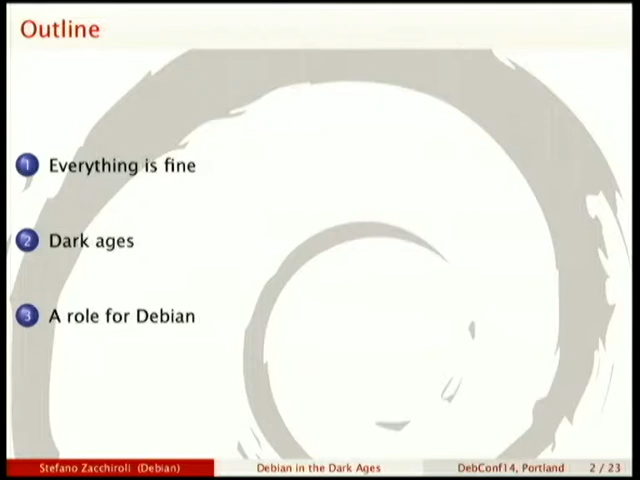 Outline
1 Everything is fine
2 Dark ages
3 A role for Debian
Stefano Zacchiroli (Debian) Debian in the Dark Ages DebConf14, Portland 2 / 23